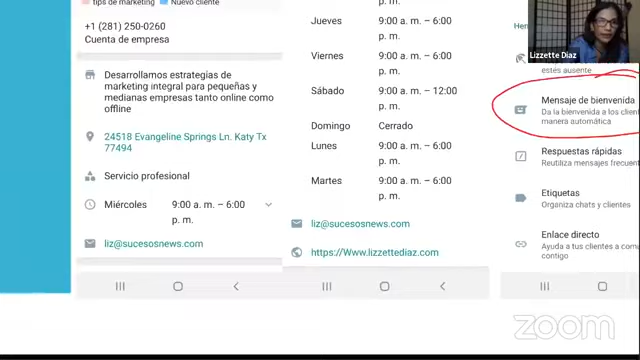 tips de marketing
Nuevo cliente
+1 (281) 250-0260
Cuenta de empresa
Desarrollamos estrategias de
marketing integral para pequeñas y
medianas empresas tanto online como
offline
24518 Evangeline Springs Ln. Katy Tx
77494
Servicio profesional
Miércoles 9:00 a. m. – 6:00
p. m.
liz@sucesosnews.com
Jueves 9:00 a. m. – 6:00
p. m.
Viernes 9:00 a. m. – 6:00
p. m.
Sábado 9:00 a. m. – 12:00
p. m.
Domingo Cerrado
Lunes 9:00 a. m. – 6:00
p. m.
Martes 9:00 a. m. – 6:00
p. m.
liz@sucesosnews.com
https://Www.lizzettediaz.com
Lizzette Diaz
estés ausente
Mensaje de bienvenida
Da la bienvenida a los client
manera automática
Respuestas rápidas
Reutiliza mensajes frecuent
Etiquetas
Organiza chats y clientes
Enlace directo
Ayuda a tus clientes a com
contigo
zoom